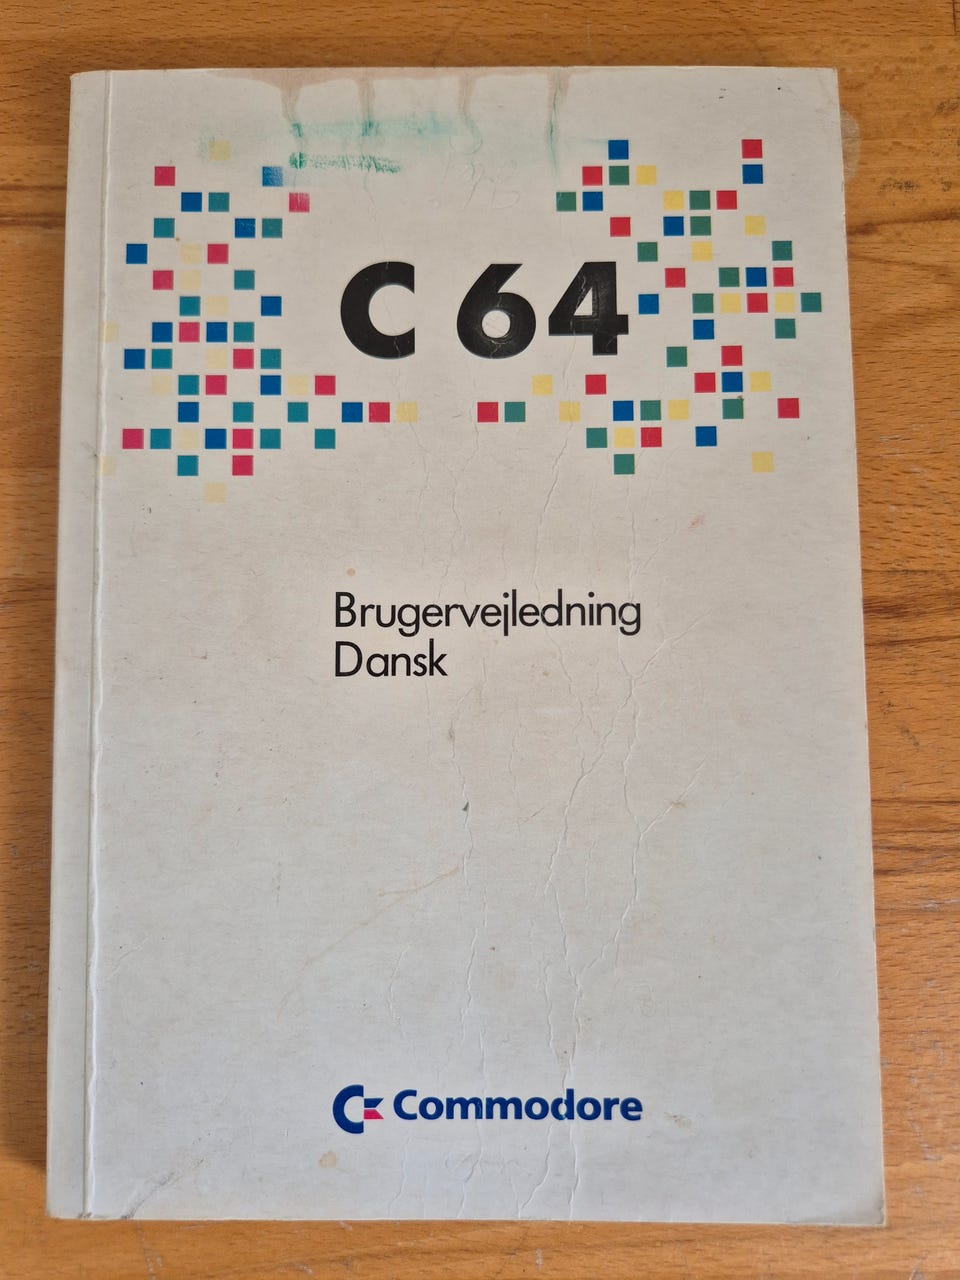 C 64
Brugervejledning
Dansk
Commodore